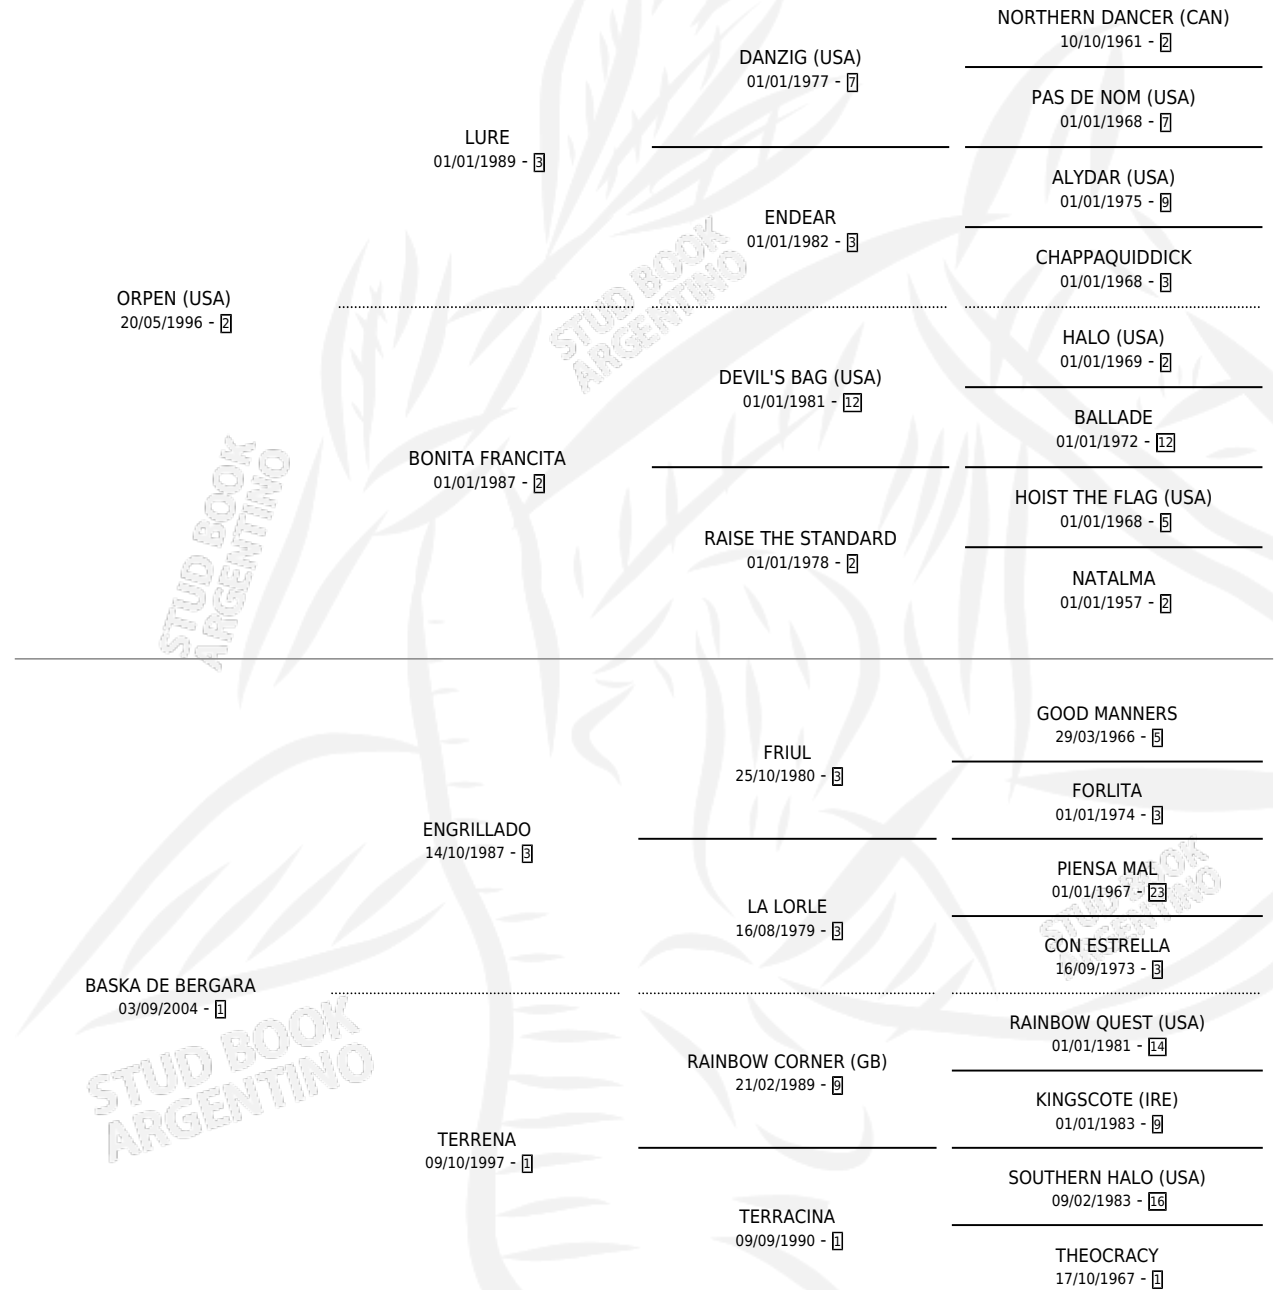 NORTHERN DANCER (CAN)
10/10/1961 - 2
DANZIG (USA)
01/01/1977 - 7
PAS DE NOM (USA)
01/01/1968 - 7
LURE
01/01/1989 - 3
ALYDAR (USA)
01/01/1975 - 9
ENDEAR
01/01/1982 - 3
CHAPPAQUIDDICK
01/01/1968 - 3
ORPEN (USA)
20/05/1996 - 2
HALO (USA)
01/01/1969 - 2
DEVIL'S BAG (USA)
01/01/1981 - 12
BALLADE
01/01/1972 - 12
BONITA FRANCITA
01/01/1987 - 2
HOIST THE FLAG (USA)
01/01/1968 - 5
RAISE THE STANDARD
01/01/1978 - 2
NATALMA
01/01/1957 - 2
GOOD MANNERS
29/03/1966 - 5
FRIUL
25/10/1980 - 3
FORLITA
01/01/1974 - 3
ENGRILLADO
14/10/1987 - 3
PIENSA MAL
01/01/1967 - 23
LA LORLE
16/08/1979 - 3
CON ESTRELLA
16/09/1973 - 3
BASKA DE BERGARA
03/09/2004 - 1
RAINBOW QUEST (USA)
01/01/1981 - 14
RAINBOW CORNER (GB)
21/02/1989 - 9
KINGSCOTE (IRE)
01/01/1983 - 9
TERRENA
09/10/1997 - 1
SOUTHERN HALO (USA)
09/02/1983 - 16
TERRACINA
09/09/1990 - 1
THEOCRACY
17/10/1967 - 1
STUD BOOK
ARGENTINO
STUD BOOK
ARGENTINO
STUD BOOK
ARGENTINO
STUD BOOK
ARGENTINO